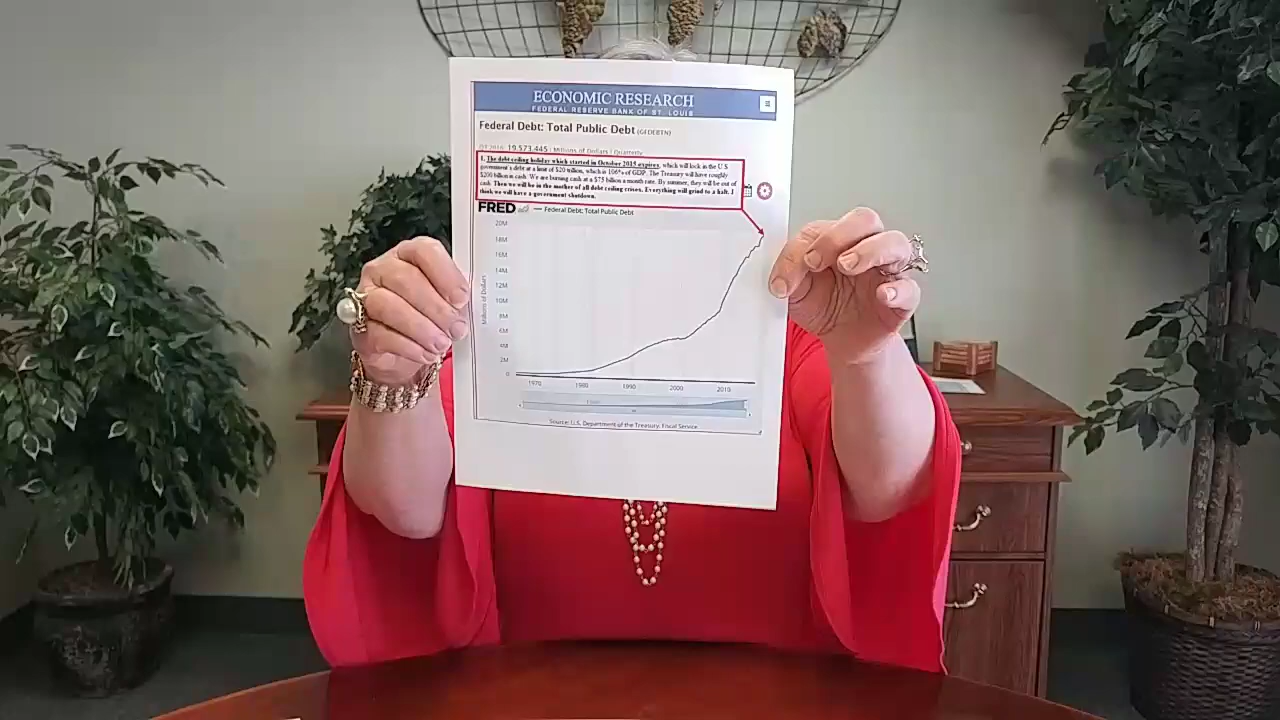 ECONOMIC RESEARCH
FEDERAL RESERVE BANK OF ST. LOUIS
Federal Debt: Total Public Debt (GFDEBTN)
2016: 19,573,445 Millions of Dollars | Quarterly
1. The debt ceiling holiday which started in October 2015 expires, which will lock in the U.S
government's debt at a limit of $20 trillion, which is 106% of GDP. The Treasury will have roughly
$200 billion in cash. We are burning cash at a $75 billion a month rate. By summer, they will be out of
cash. Then we will be in the mother of all debt ceiling crises. Everything will grind to a halt. I
think we will have a government shutdown.
FRED — Federal Debt: Total Public Debt
20M
18M
16M
14M
12M
10M
8M
6M
4M
2M
0
Millions of Dollars
1970 1980 1990 2000 2010
Source: U.S. Department of the Treasury. Fiscal Service